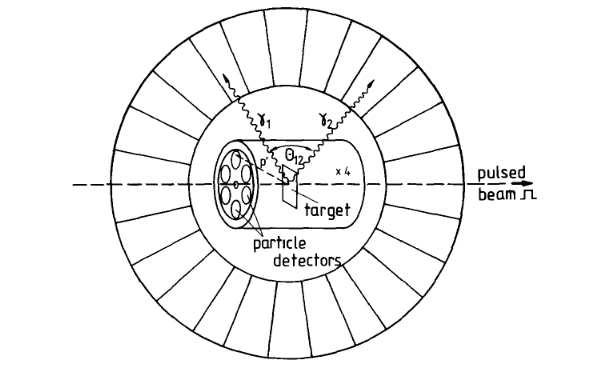 γ1
γ2
p'
Θ12
x 4
pulsed
beam
target
particle
detectors